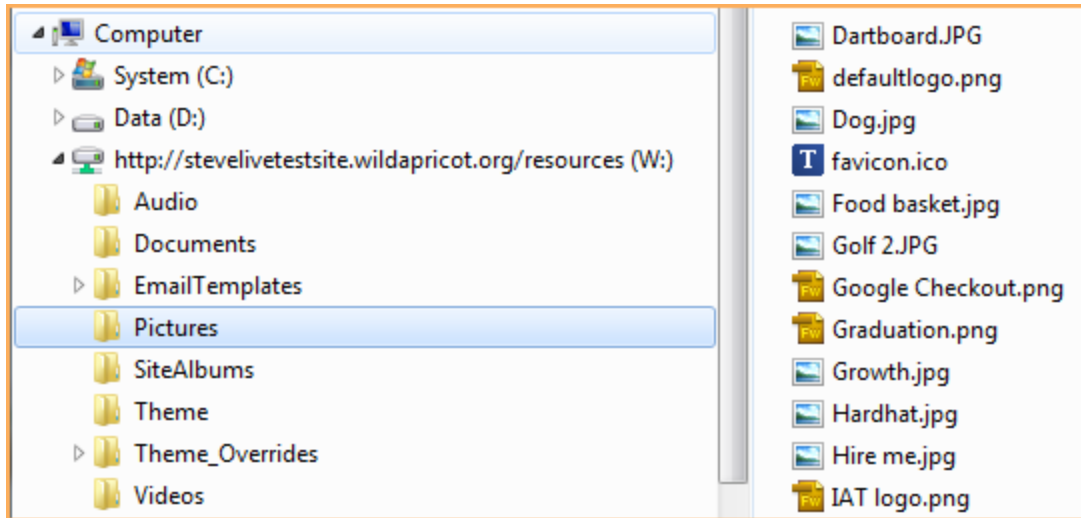 Computer
System (C:)
Data (D:)
http://stevelivetestsite.wildapricot.org/resources (W:)
Audio
Documents
EmailTemplates
Pictures
SiteAlbums
Theme
Theme_Overrides
Videos
Dartboard.JPG
defaultlogo.png
Dog.jpg
T favicon.ico
Food basket.jpg
Golf 2.JPG
Fw Google Checkout.png
Graduation.png
Growth.jpg
Hardhat.jpg
Hire me.jpg
IAT logo.png